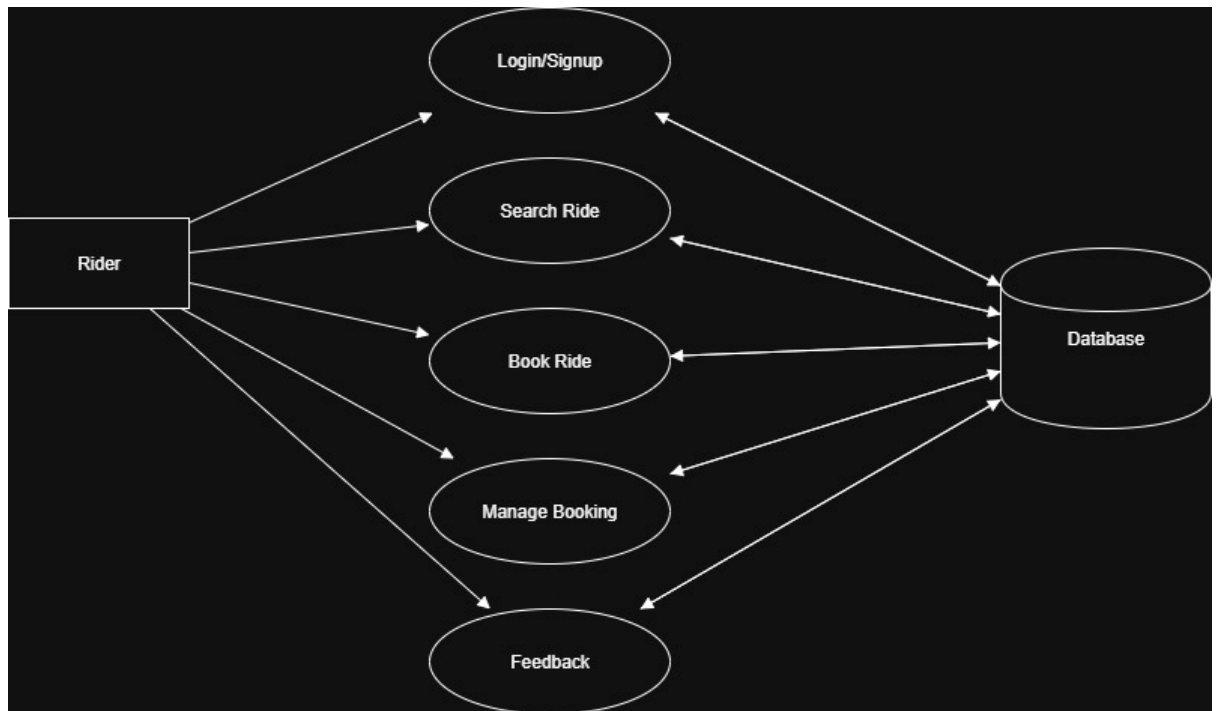 Login/Signup
Search Ride
Rider
Database
Book Ride
Manage Booking
Feedback